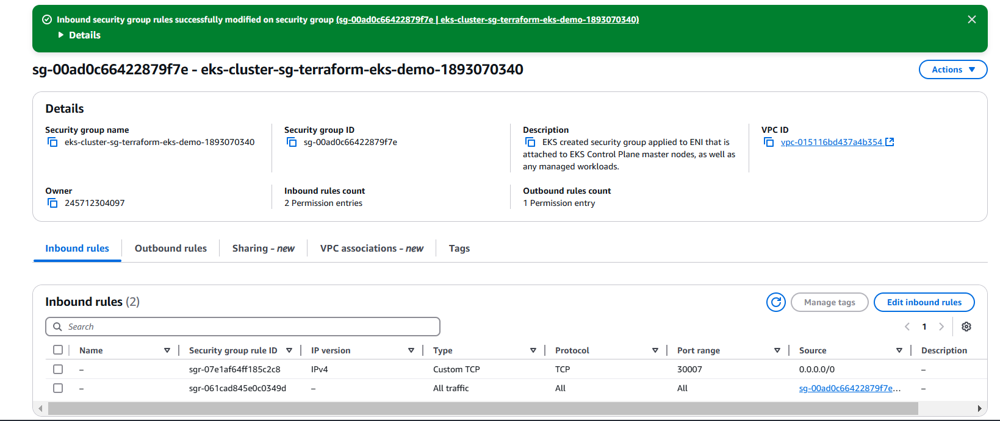 Inbound security group rules successfully modified on security group (sg-00ad0c66422879f7e | eks-cluster-sg-terraform-eks-demo-1893070340)
Details
sg-00ad0c66422879f7e - eks-cluster-sg-terraform-eks-demo-1893070340
Actions
Details
Security group name
eks-cluster-sg-terraform-eks-demo-1893070340
Security group ID
sg-00ad0c66422879f7e
Description
EKS created security group applied to ENI that is
attached to EKS Control Plane master nodes, as well as
any managed workloads.
VPC ID
vpc-015116bd437a4b354
Owner
245712304097
Inbound rules count
2 Permission entries
Outbound rules count
1 Permission entry
Inbound rules Outbound rules Sharing - new VPC associations - new Tags
Inbound rules (2)
Manage tags Edit inbound rules
Search
1
Name Security group rule ID IP version Type Protocol Port range Source Description
– sgr-07e1af64ff185c2c8 IPv4 Custom TCP TCP 30007 0.0.0.0/0 –
– sgr-061cad845e0c0349d – All traffic All All sg-00ad0c66422879f7e... –